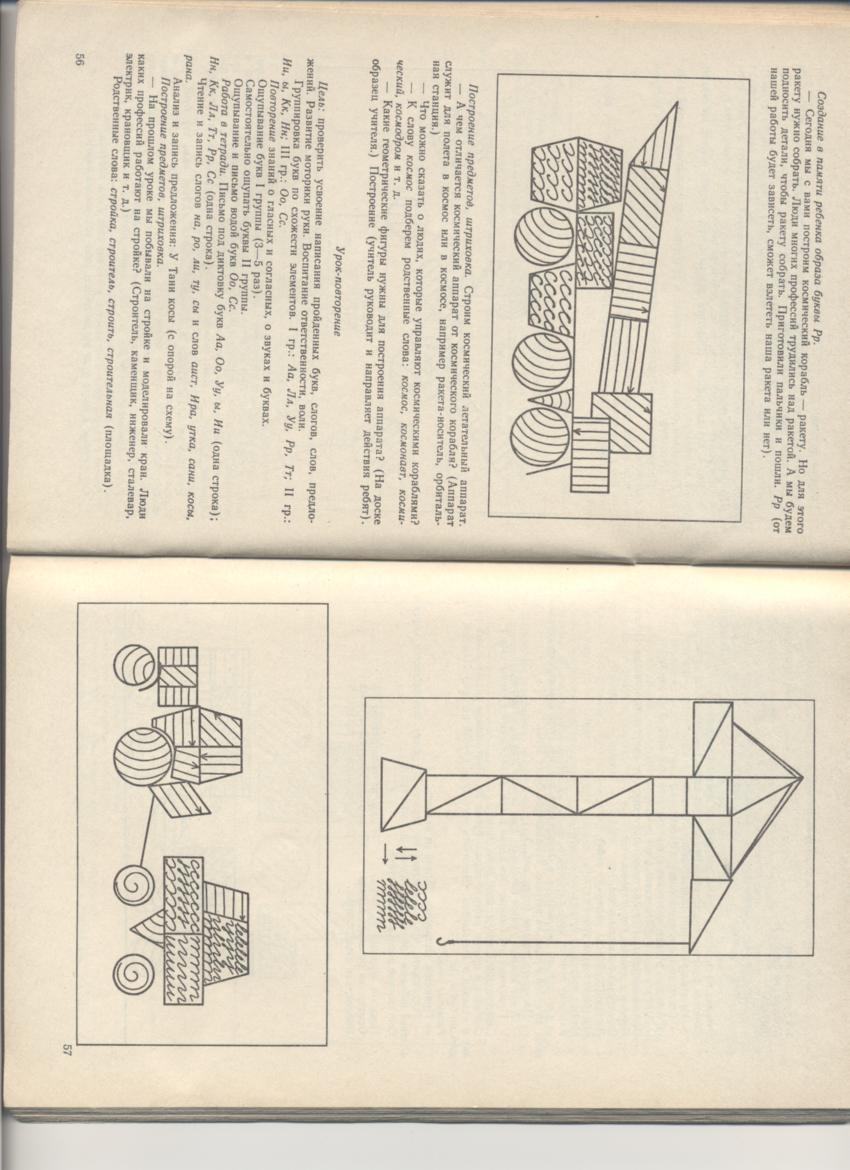 Создание в памяти ребенка образа буквы Рр.
— Сегодня мы с вами построим космический корабль — ракету. Но для этого
ракету нужно собрать. Люди многих профессий трудились над ракетой. А мы будем
подносить детали, чтобы ракету собрать. Приготовили пальчики и пошли. Рр (от
нашей работы будет зависеть, сможет взлететь наша ракета или нет).
Построение предметов, штриховка. Строим космический летательный аппарат.
— А чем отличается космический аппарат от космического корабля? (Аппарат
служит для полета в космос или в космосе, например ракета-носитель, орбиталь-
ная станция.)
— Что можно сказать о людях, которые управляют космическими кораблями?
— К слову космос подберем родственные слова: космос, космонавт, косми-
ческий, космодром и т. д.
— Какие геометрические фигуры нужны для построения аппарата? (На доске
образец учителя.) Построение (учитель руководит и направляет действия ребят).
Урок-повторение
Цель: проверить усвоение написания пройденных букв, слогов, слов, предло-
жений. Развитие моторики руки. Воспитание ответственности, воли.
Группировка букв по схожести элементов. I гр.: Аа, Лл, Уу, Рр, Тт; II гр.:
Ии, ы, Кк, Нн; III гр.: Оо, Сс.
Повторение знаний о гласных и согласных, о звуках и буквах.
Ощупывание букв I группы (3—5 раз).
Самостоятельно ощупать буквы II группы.
Ощупывание и письмо водой букв Оо, Сс.
Работа в тетради. Письмо под диктовку букв Аа, Оо, Уу, ы, Ии (одна строка);
Нн, Кк, Лл, Тт, Рр, Сс (одна строка).
Чтение и запись слогов на, ро, ли, ту, сы и слов аист, Ира, утка, сани, косы,
рана.
Анализ и запись предложения: У Тани косы (с опорой на схему).
Построение предметов, штриховка.
— На прошлом уроке мы побывали на стройке и моделировали кран. Люди
каких профессий работают на стройке? (Строитель, каменщик, инженер, сталевар,
электрик, крановщик и т. д.)
Родственные слова: стройка, строитель, строить, строительная (площадка).
56
57